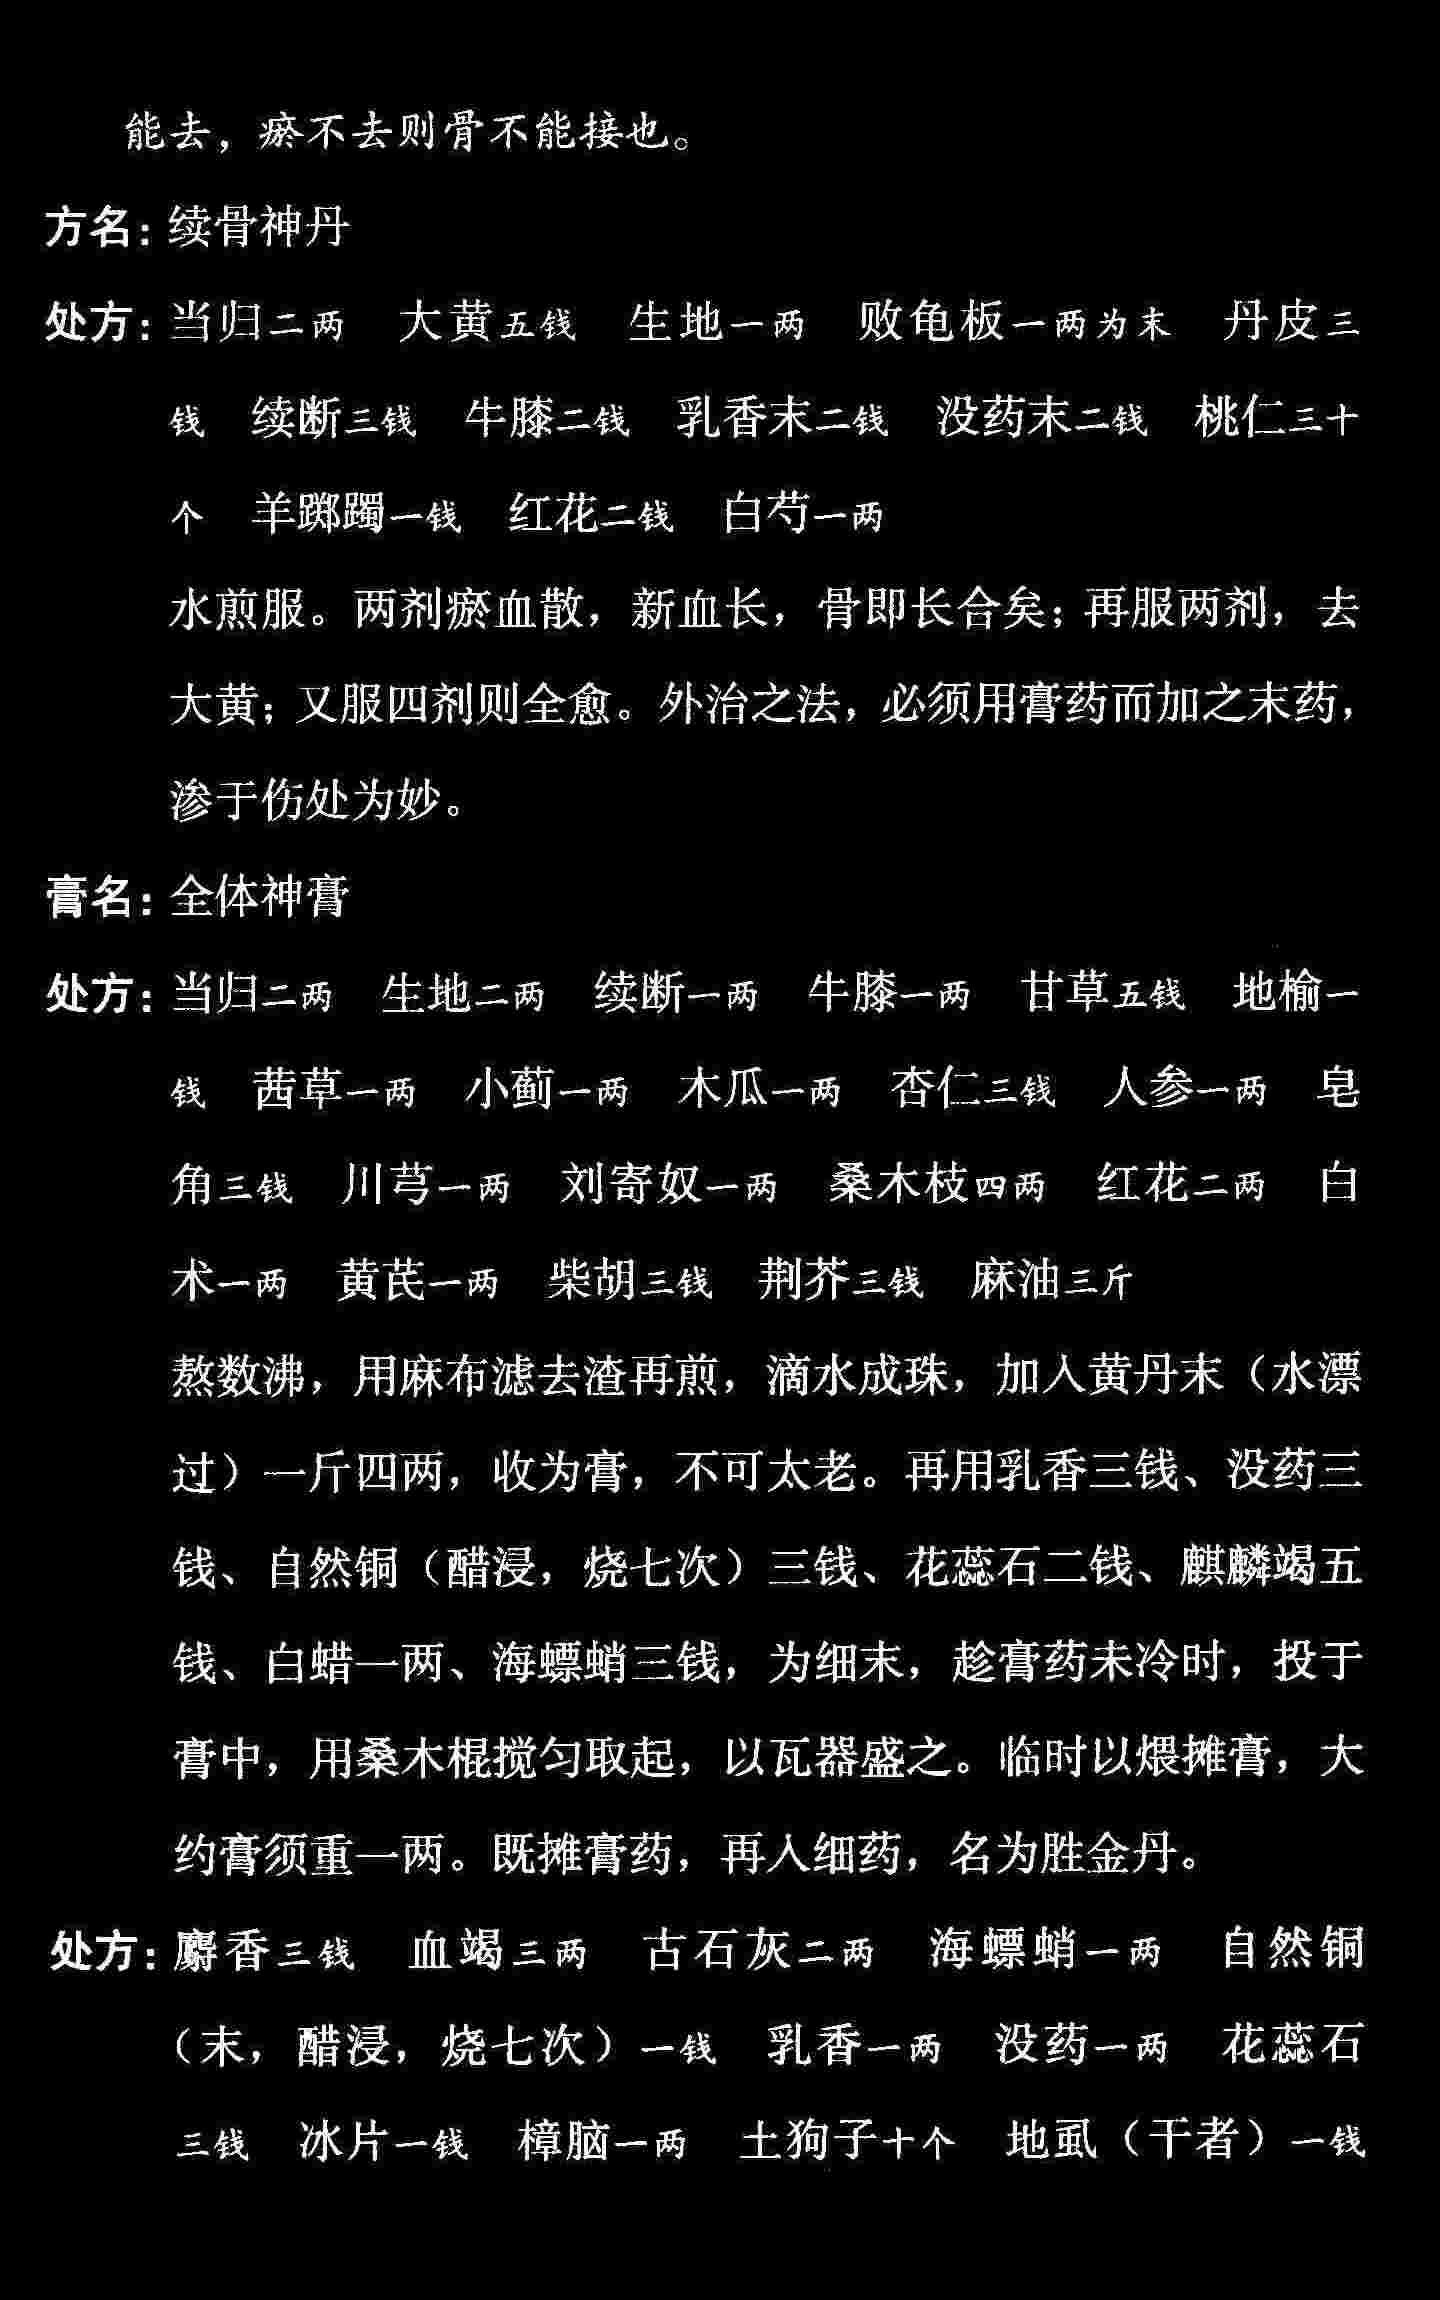 能去，瘀不去则骨不能接也。
方名：续骨神丹
处方：当归二两　大黄五钱　生地一两　败龟板一两为末　丹皮三
钱　续断三钱　牛膝二钱　乳香末二钱　没药末二钱　桃仁三十
个　羊踯躅一钱　红花二钱　白芍一两
水煎服。两剂瘀血散，新血长，骨即长合矣；再服两剂，去
大黄；又服四剂则全愈。外治之法，必须用膏药而加之末药，
渗于伤处为妙。
膏名：全体神膏
处方：当归二两　生地二两　续断一两　牛膝一两　甘草五钱　地榆一
钱　茜草一两　小蓟一两　木瓜一两　杏仁三钱　人参一两　皂
角三钱　川芎一两　刘寄奴一两　桑木枝四两　红花二两　白
术一两　黄芪一两　柴胡三钱　荆芥三钱　麻油三斤
熬数沸，用麻布滤去渣再煎，滴水成珠，加入黄丹末（水漂
过）一斤四两，收为膏，不可太老。再用乳香三钱、没药三
钱、自然铜（醋浸，烧七次）三钱、花蕊石二钱、麒麟竭五
钱、白蜡一两、海螵蛸三钱，为细末，趁膏药未冷时，投于
膏中，用桑木棍搅匀取起，以瓦器盛之。临时以煨摊膏，大
约膏须重一两。既摊膏药，再入细药，名为胜金丹。
处方：麝香三钱　血竭三两　古石灰二两　海螵蛸一两　自然铜
（末，醋浸，烧七次）一钱　乳香一两　没药一两　花蕊石
三钱　冰片一钱　樟脑一两　土狗子十个　地虱（干者）一钱